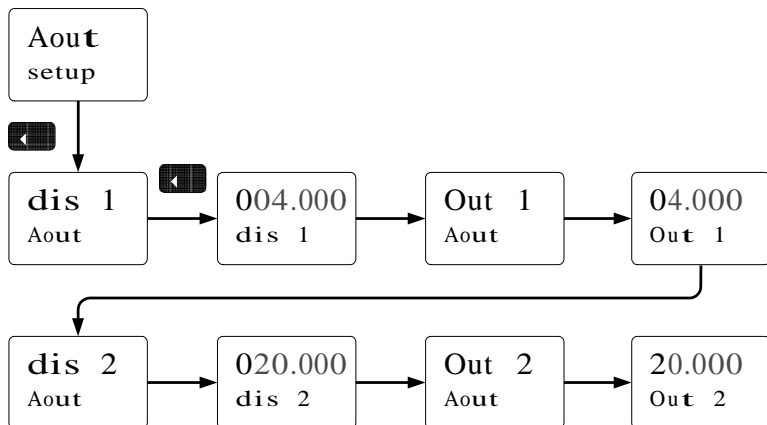 Aout
setup
dis 1
Aout
004.000
dis 1
Out 1
Aout
04.000
Out 1
dis 2
Aout
020.000
dis 2
Out 2
Aout
20.000
Out 2